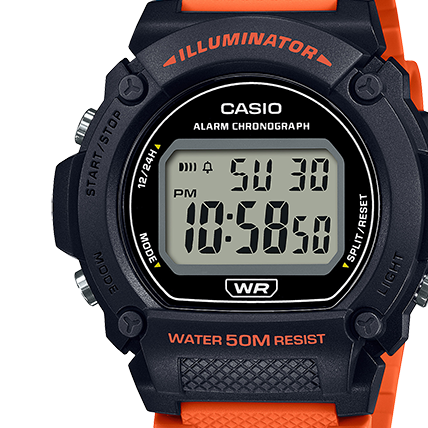 ILLUMINATOR
CASIO
ALARM CHRONOGRAPH
START/STOP
12/24H
SU 30
PM
10:58 50
MODE
SPLIT/RESET
MODE
LIGHT
WR
WATER 50M RESIST